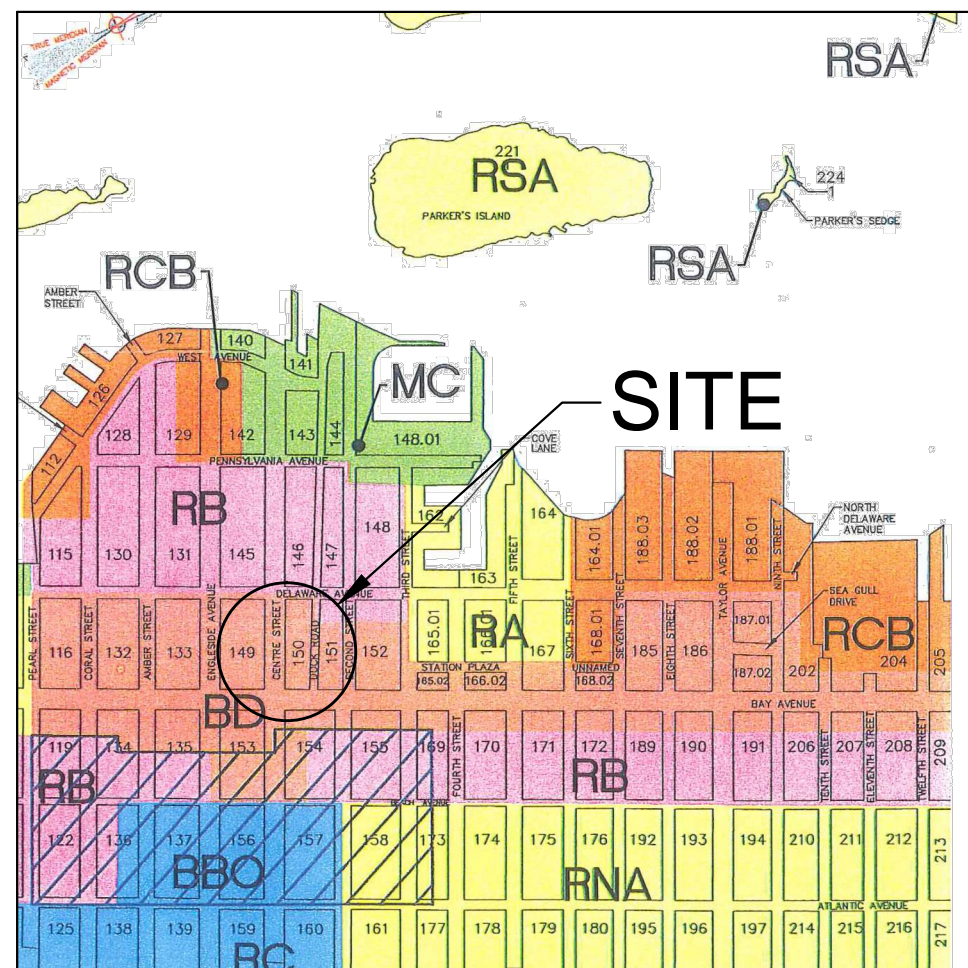 TRUE MERIDIAN
MAGNETIC MERIDIAN
RSA
221
RSA
PARKER'S ISLAND
224
1
PARKER'S SEDGE
RSA
RCB
AMBER
STREET
127
140
WEST AVENUE
141
MC
SITE
126
128
129
142
143
144
148.01
COVE
LANE
112
PENNSYLVANIA AVENUE
RB
148
162
164
164.01
188.03
188.02
188.01
NORTH
DELAWARE
AVENUE
115
130
131
145
146
147
THIRD STREET
163
FIFTH STREET
SEVENTH STREET
TAYLOR AVENUE
NINTH STREET
DELAWARE AVENUE
SEA GULL
DRIVE
PEARL STREET
116
CORAL STREET
132
AMBER STREET
133
ENGLESIDE AVENUE
149
CENTRE STREET
150
DUCK ROAD
151
SECOND STREET
152
165.01
RA
167
SIXTH STREET
168.01
185
EIGHTH STREET
186
187.01
RCB
204
205
STATION PLAZA
UNNAMED
165.02
166.02
168.02
187.02
202
BD
BAY AVENUE
119
134
135
153
154
155
169
FOURTH STREET
170
171
172
189
190
191
206
TENTH STREET
207
ELEVENTH STREET
208
TWELFTH STREET
209
RB
RB
BEACH AVENUE
122
136
137
156
157
158
173
174
175
176
192
193
194
210
211
212
213
BBO
RNA
ATLANTIC AVENUE
125
138
139
159
160
161
177
178
179
180
195
196
197
214
215
216
217
RC